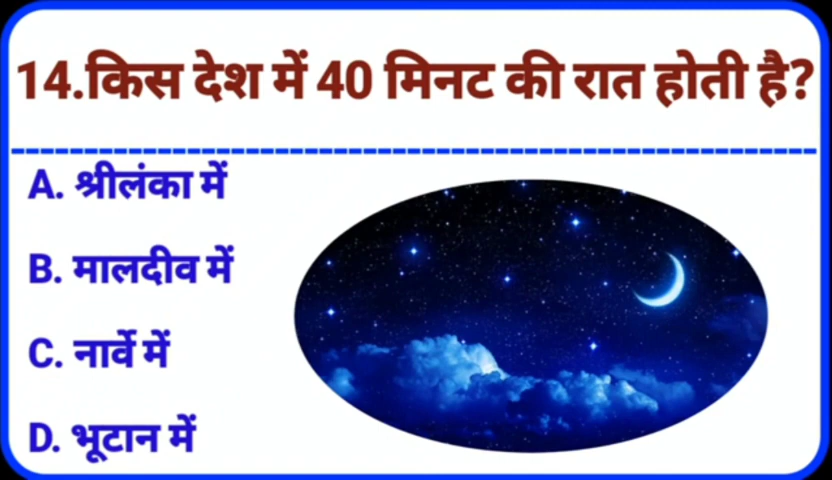 14.किस देश में 40 मिनट की रात होती है?
A. श्रीलंका में
B. मालदीव में
C. नार्वे में
D. भूटान में